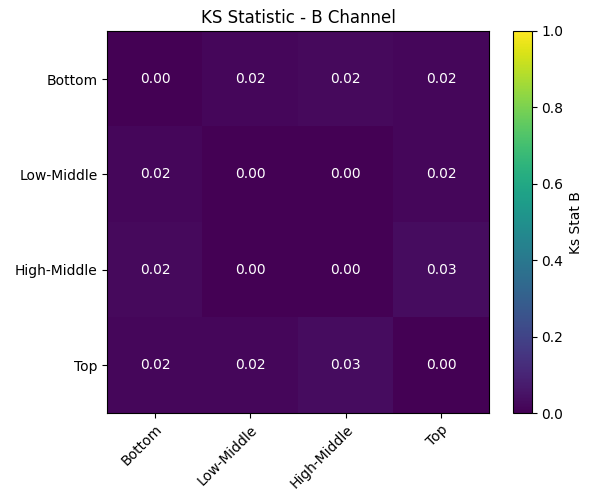 KS Statistic - B Channel
Bottom 0.00 0.02 0.02 0.02
Low-Middle 0.02 0.00 0.00 0.02
High-Middle 0.02 0.00 0.00 0.03
Top 0.02 0.02 0.03 0.00
Bottom Low-Middle High-Middle Top
1.0
0.8
0.6
0.4
0.2
0.0
Ks Stat B